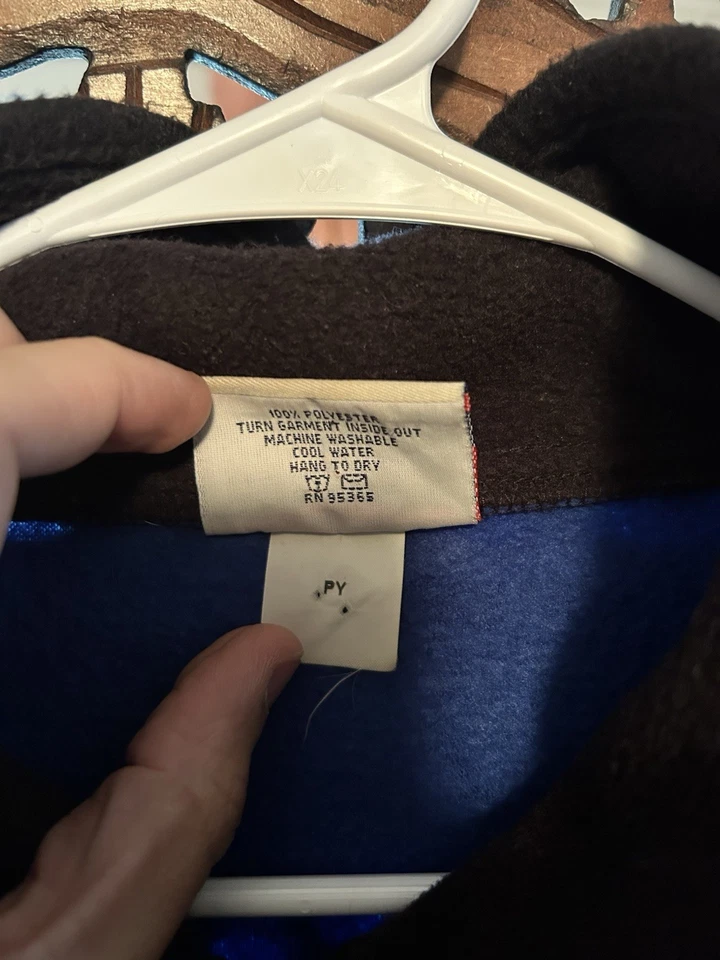 100% POLYESTER
TURN GARMENT INSIDE OUT
MACHINE WASHABLE
COOL WATER
HANG TO DRY
RN 95365
PY